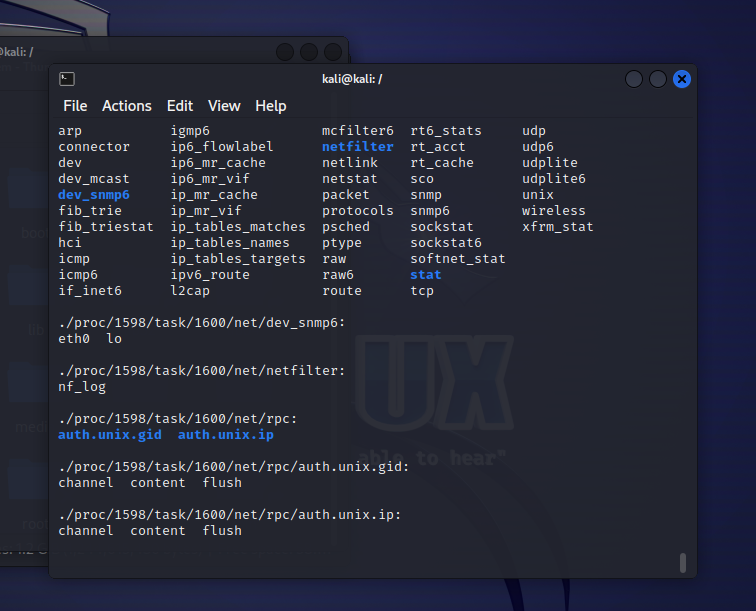 @kali: /
kali@kali: /
File Actions Edit View Help
arp igmp6 mcfilter6 rt6_stats udp
connector ip6_flowlabel netfilter rt_acct udp6
dev ip6_mr_cache netlink rt_cache udplite
dev_mcast ip6_mr_vif netstat sco udplite6
dev_snmp6 ip_mr_cache packet snmp unix
fib_trie ip_mr_vif protocols snmp6 wireless
fib_triestat ip_tables_matches psched sockstat xfrm_stat
hci ip_tables_names ptype sockstat6
icmp ip_tables_targets raw softnet_stat
icmp6 ipv6_route raw6 stat
if_inet6 l2cap route tcp
./proc/1598/task/1600/net/dev_snmp6:
eth0 lo
./proc/1598/task/1600/net/netfilter:
nf_log
./proc/1598/task/1600/net/rpc:
auth.unix.gid auth.unix.ip
./proc/1598/task/1600/net/rpc/auth.unix.gid:
channel content flush
./proc/1598/task/1600/net/rpc/auth.unix.ip:
channel content flush
UX
able to hear"